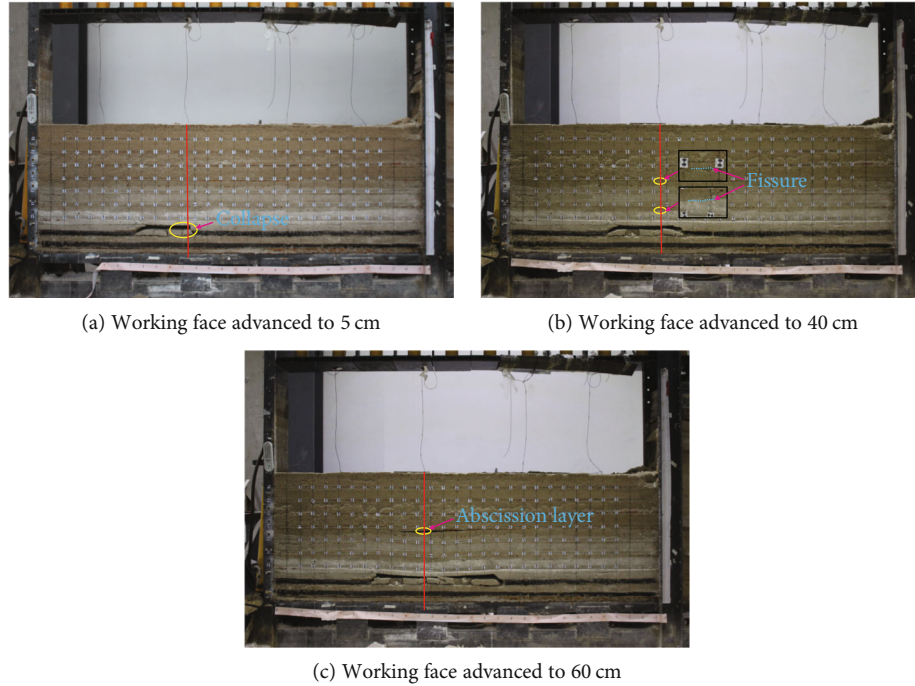 Collapse
(a) Working face advanced to 5 cm
Fissure
(b) Working face advanced to 40 cm
Abscission layer
(c) Working face advanced to 60 cm